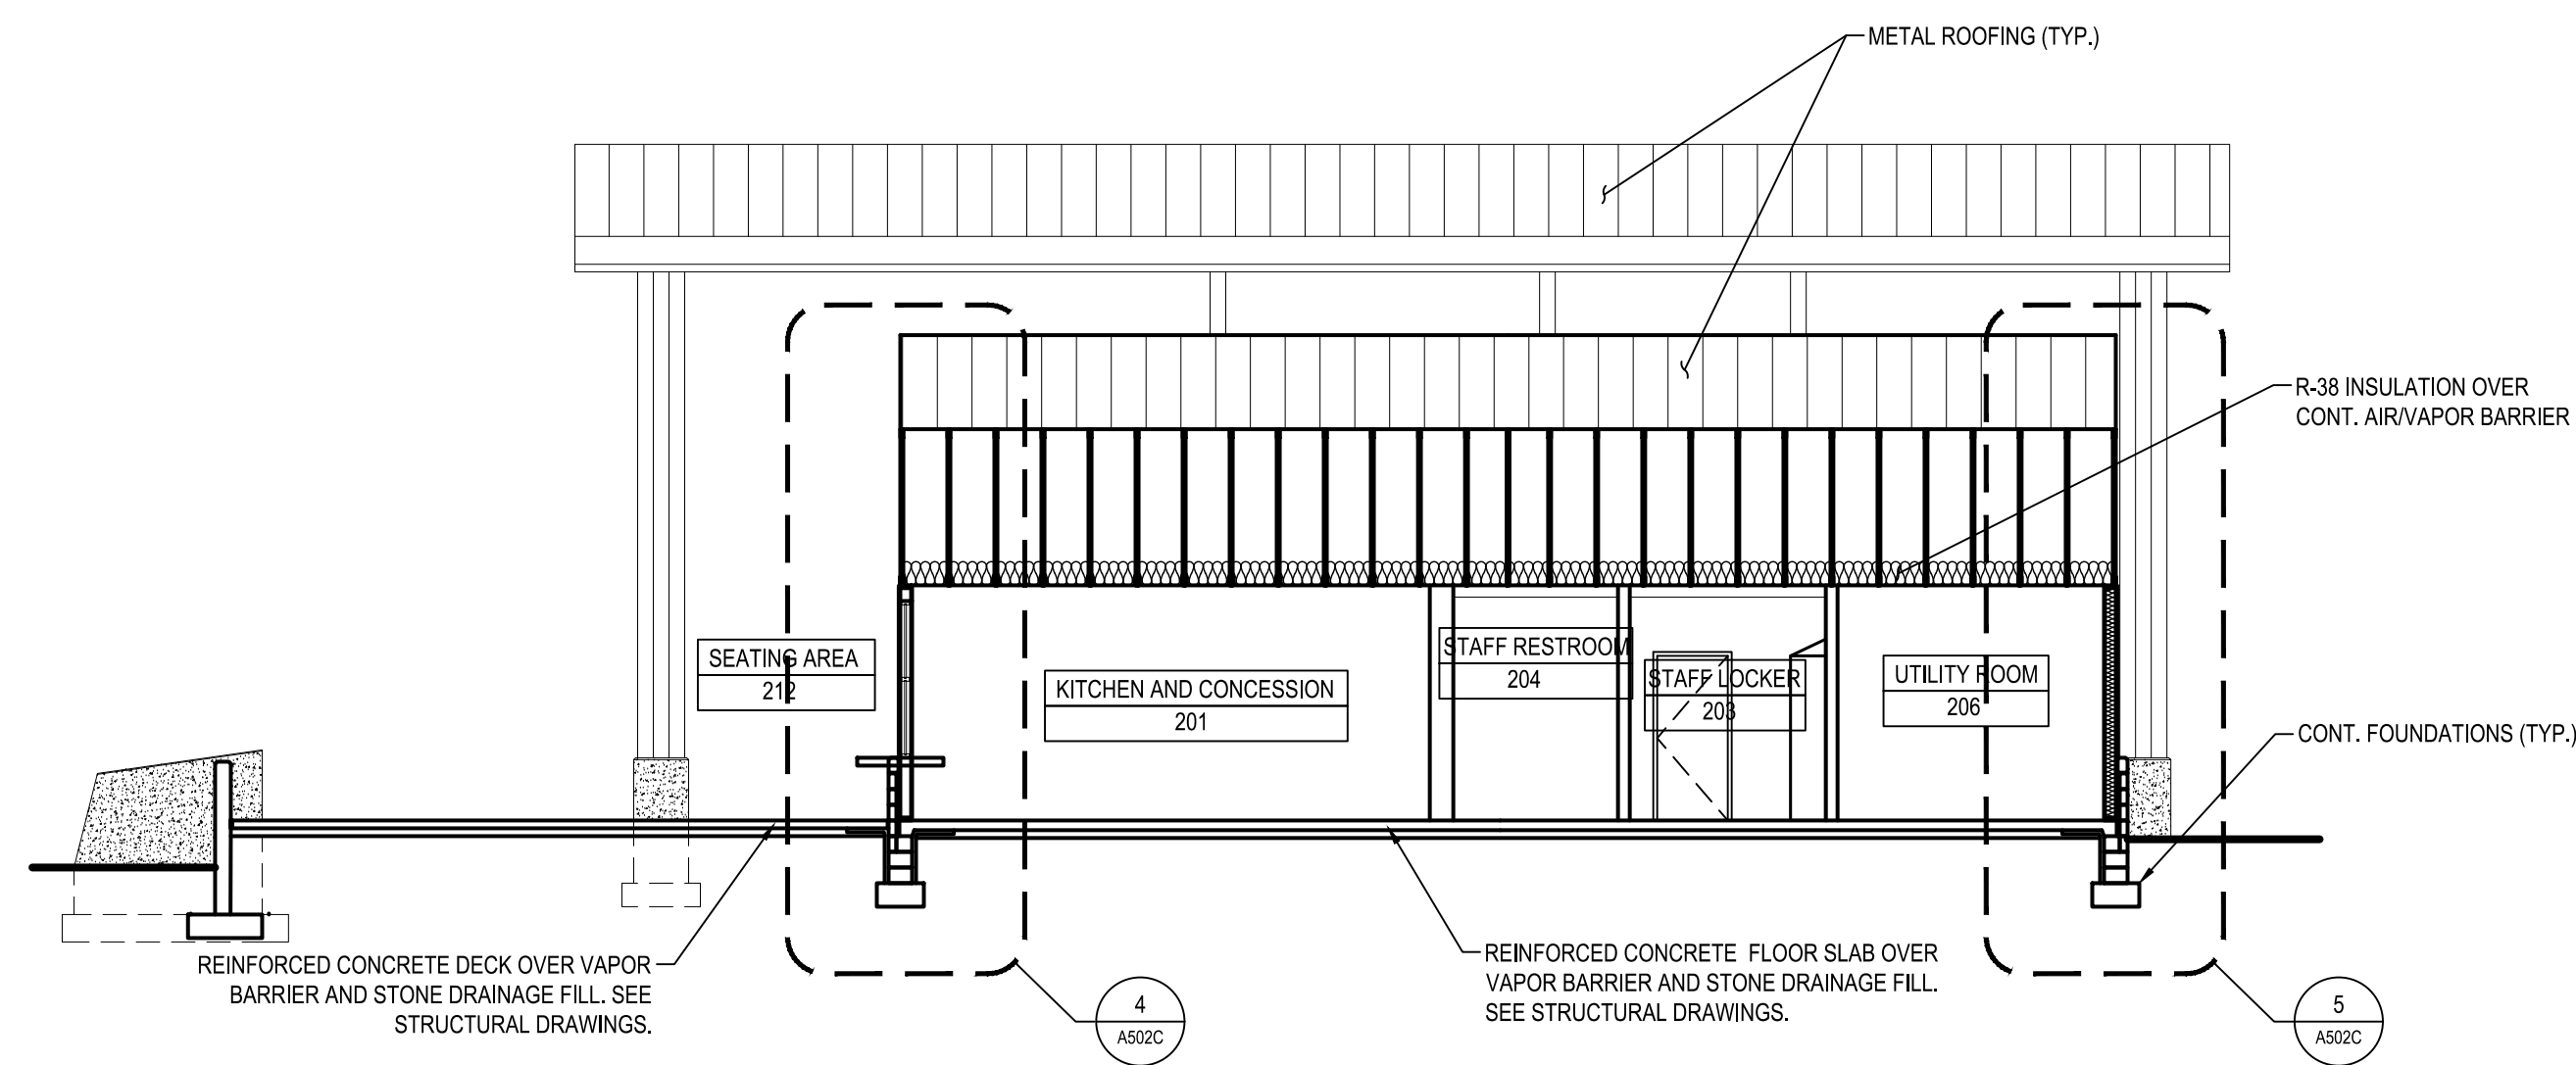 METAL ROOFING (TYP.)
R-38 INSULATION OVER
CONT. AIR/VAPOR BARRIER
SEATING AREA
212
KITCHEN AND CONCESSION
201
STAFF RESTROOM
204
STAFF LOCKER
203
UTILITY ROOM
206
CONT. FOUNDATIONS (TYP.)
REINFORCED CONCRETE DECK OVER VAPOR
BARRIER AND STONE DRAINAGE FILL. SEE
STRUCTURAL DRAWINGS.
4
A502C
REINFORCED CONCRETE FLOOR SLAB OVER
VAPOR BARRIER AND STONE DRAINAGE FILL.
SEE STRUCTURAL DRAWINGS.
5
A502C